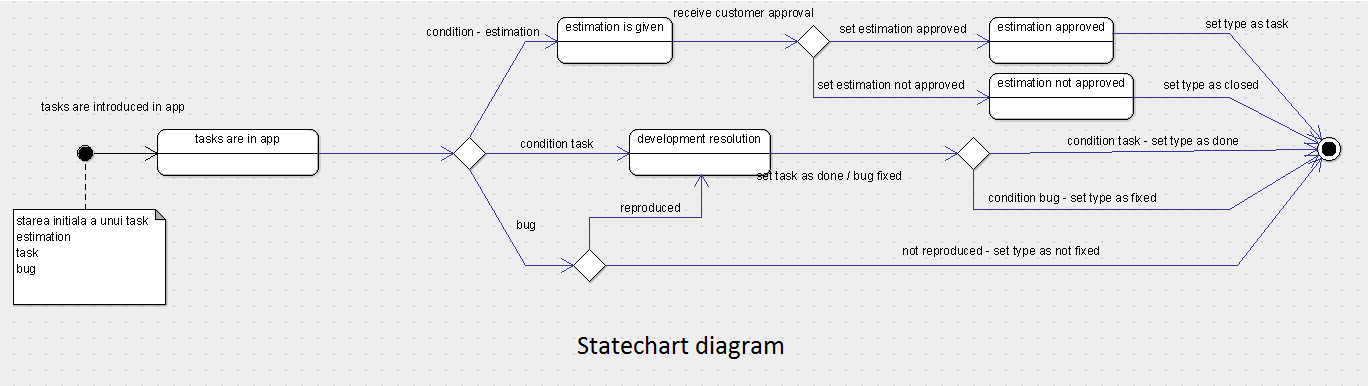 receive customer approval
condition - estimation
estimation is given
set estimation approved
estimation approved
set type as task
set estimation not approved
estimation not approved
set type as closed
tasks are introduced in app
tasks are in app
condition task
development resolution
condition task - set type as done
set task as done / bug fixed
condition bug - set type as fixed
reproduced
bug
not reproduced - set type as not fixed
starea initiala a unui task
estimation
task
bug
Statechart diagram